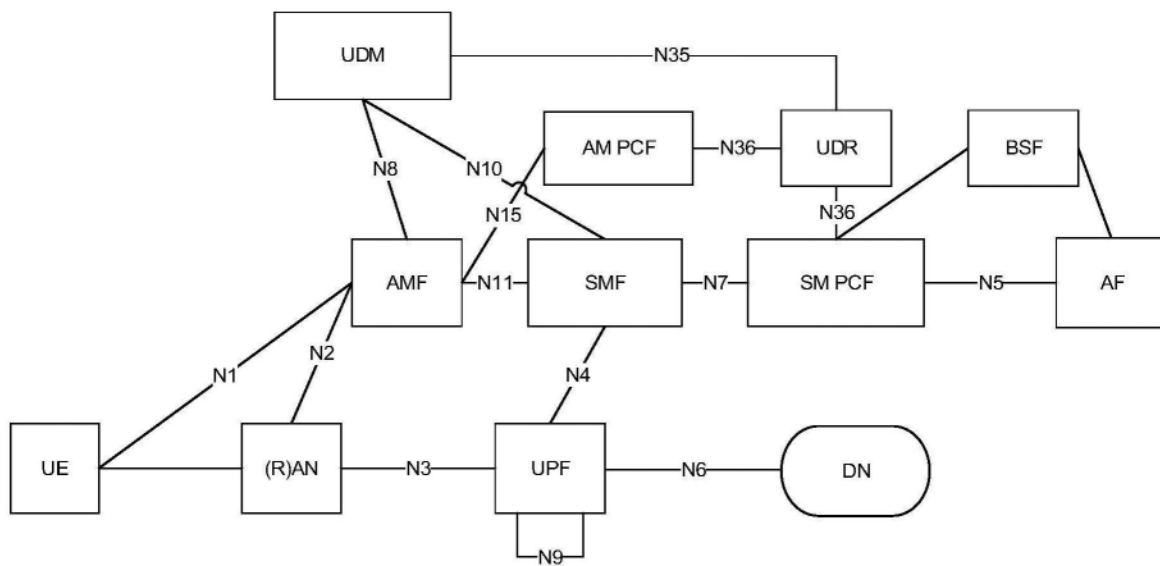 UDM
N35
AM PCF
N36
UDR
BSF
N8
N10
N15
N36
AMF
N11
SMF
N7
SM PCF
N5
AF
N1
N2
N4
UE
(R)AN
N3
UPF
N6
DN
N9